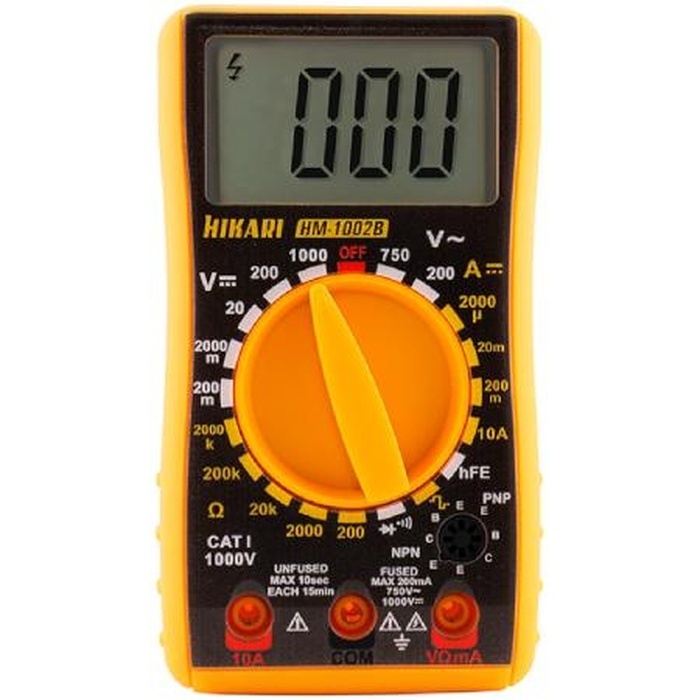 000
HIKARI HM-1002B
V~
1000 OFF 750
V⎓ 200 200 A⎓
20 2000
µ
2000
m 20m
200
m 200
m
2000
k 10A
200k hFE
Ω 20k
2000 200
PNP
E E
B B
C C
E E
NPN
CAT I
1000V
UNFUSED
MAX 10sec
EACH 15min
FUSED
MAX 200mA
750V~
1000V⎓
10A COM VΩmA